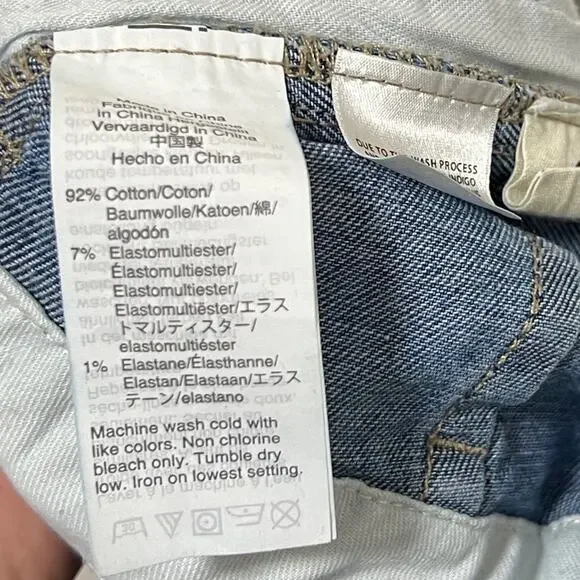 Fabriqué en Chine
in China Hergestellt
Vervaardigd in China
中国製
Hecho en China
92% Cotton/Coton/
Baumwolle/Katoen/綿/
algodón
7% Elastomultiester/
Élastomultiester/
Elastomultiester/
Elastomultiëster/エラス
トマルティスター/
elastomultiéster
1% Elastane/Élasthanne/
Elastan/Elastaan/エラス
テーン/elastano
Machine wash cold with
like colors. Non chlorine
bleach only. Tumble dry
low. Iron on lowest setting.
DUE TO THE WASH PROCESS
INDIGO